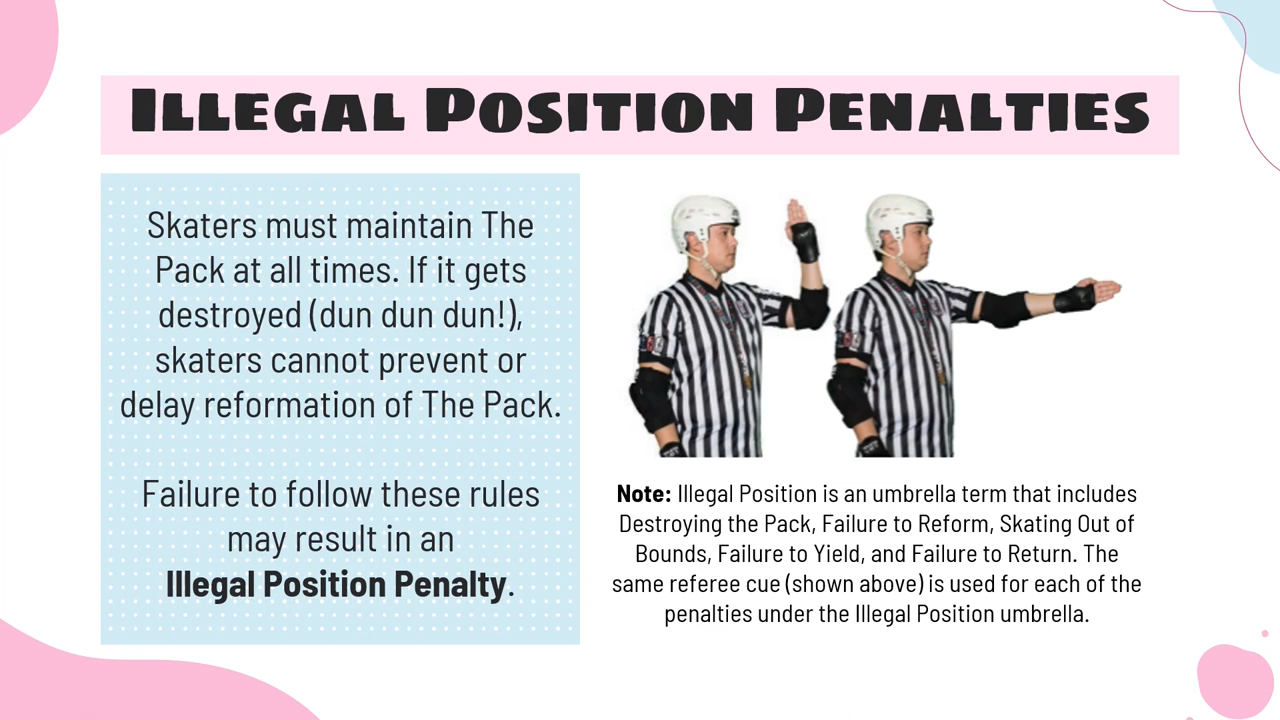 Illegal Position Penalties
Skaters must maintain The
Pack at all times. If it gets
destroyed (dun dun dun!),
skaters cannot prevent or
delay reformation of The Pack.
Failure to follow these rules
may result in an
Illegal Position Penalty.
Note: Illegal Position is an umbrella term that includes
Destroying the Pack, Failure to Reform, Skating Out of
Bounds, Failure to Yield, and Failure to Return. The
same referee cue (shown above) is used for each of the
penalties under the Illegal Position umbrella.